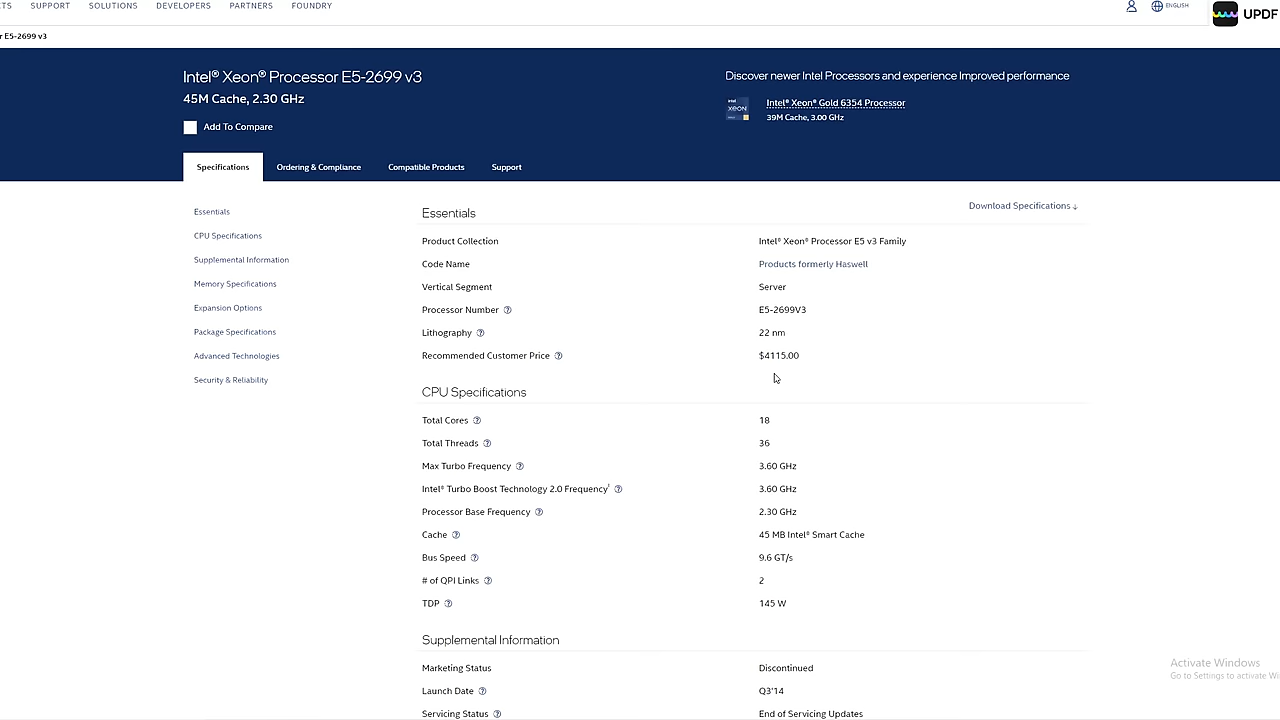 TS SUPPORT SOLUTIONS DEVELOPERS PARTNERS FOUNDRY ENGLISH UPDF
r E5-2699 v3
Intel® Xeon® Processor E5-2699 v3
45M Cache, 2.30 GHz
Add To Compare
Discover newer Intel Processors and experience Improved performance
intel
xeon
Intel® Xeon® Gold 6354 Processor
39M Cache, 3.00 GHz
Specifications Ordering & Compliance Compatible Products Support
Essentials
CPU Specifications
Supplemental Information
Memory Specifications
Expansion Options
Package Specifications
Advanced Technologies
Security & Reliability
Download Specifications ↓
Essentials
Product Collection Intel® Xeon® Processor E5 v3 Family
Code Name Products formerly Haswell
Vertical Segment Server
Processor Number ? E5-2699V3
Lithography ? 22 nm
Recommended Customer Price ? $4115.00
CPU Specifications
Total Cores ? 18
Total Threads ? 36
Max Turbo Frequency ? 3.60 GHz
Intel® Turbo Boost Technology 2.0 Frequency‡ ? 3.60 GHz
Processor Base Frequency ? 2.30 GHz
Cache ? 45 MB Intel® Smart Cache
Bus Speed ? 9.6 GT/s
# of QPI Links ? 2
TDP ? 145 W
Supplemental Information
Marketing Status Discontinued
Launch Date ? Q3'14
Servicing Status ? End of Servicing Updates
Activate Windows
Go to Settings to activate Wi